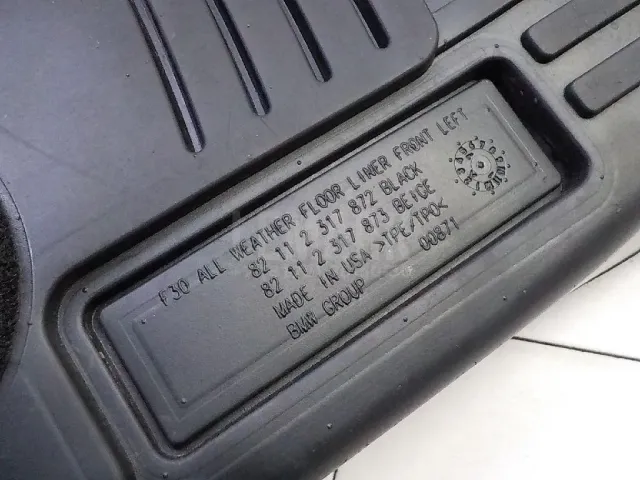 F30 ALL WEATHER FLOOR LINER FRONT LEFT
82 11 2 317 872 BLACK
82 11 2 317 873 BEIGE
MADE IN USA >TPE/TPO<
BMW GROUP 00871